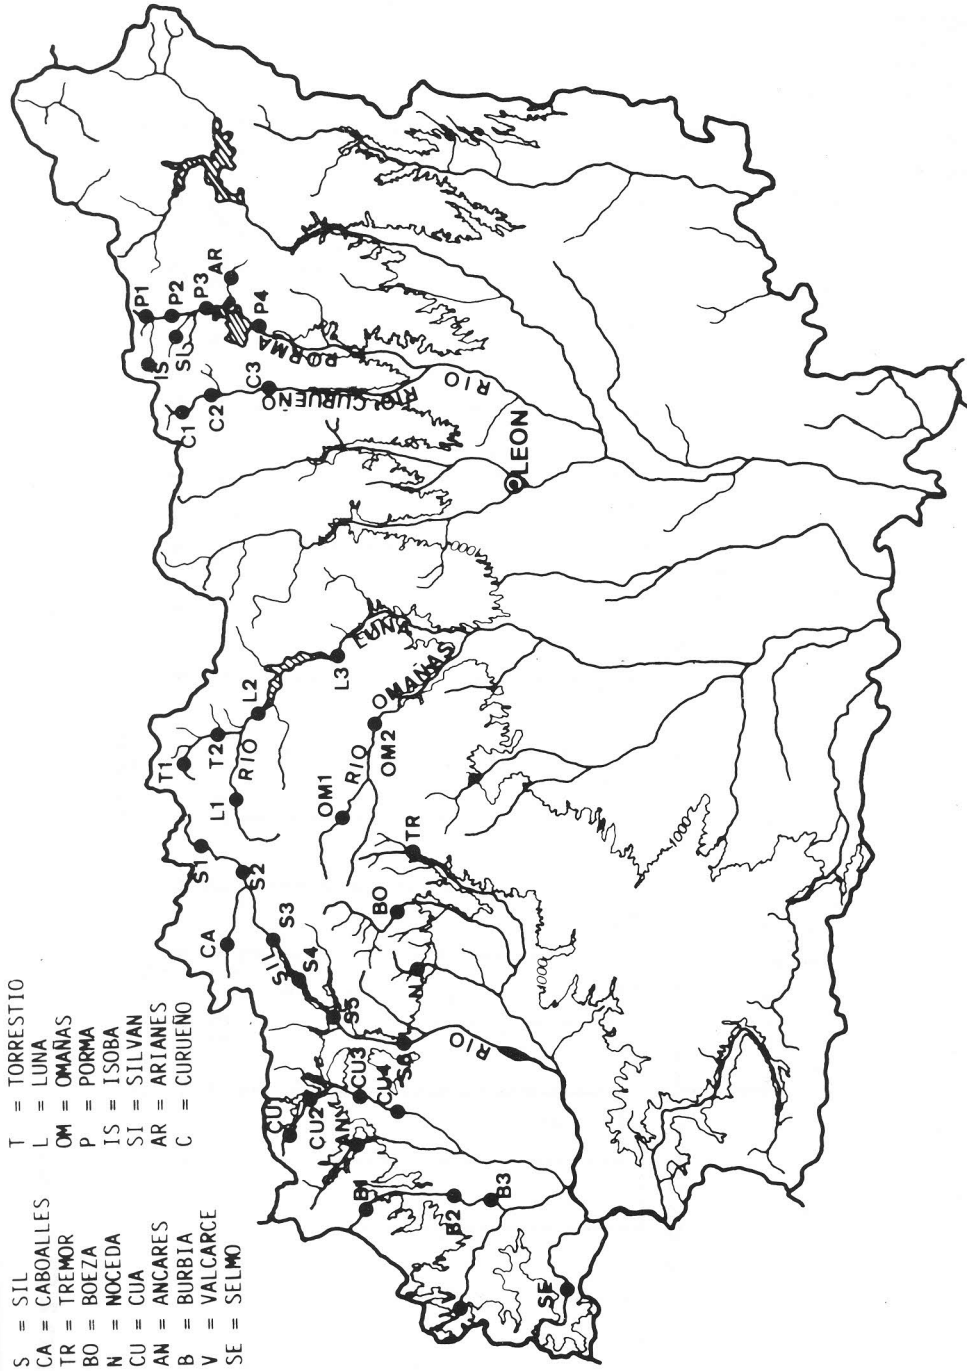 S = SIL
CA = CABOALLES
TR = TREMOR
BO = BOEZA
N = NOCEDA
CU = CUA
AN = ANCARES
B = BURBIA
V = VALCARCE
SE = SELMO
T = TORRESTIO
L = LUNA
OM = OMAÑAS
P = PORMA
IS = ISOBA
SI = SILVAN
AR = ARIANES
C = CURUEÑO
P1
P2
P3
AR
P4
IS
SI
C1
C2
C3
PORMA
RIO CURUEÑO
RIO
LEON
T1
T2
L1
L2
RIO
L3
LUNA
OM1
RIO
OM2
OMAÑAS
1000
S1
S2
CA
S3
SIL
S4
S5
S6
RIO
BO
TR
N
CU
CU2
CU3
CU4
AN
B1
B2
B3
SE
1000
1000